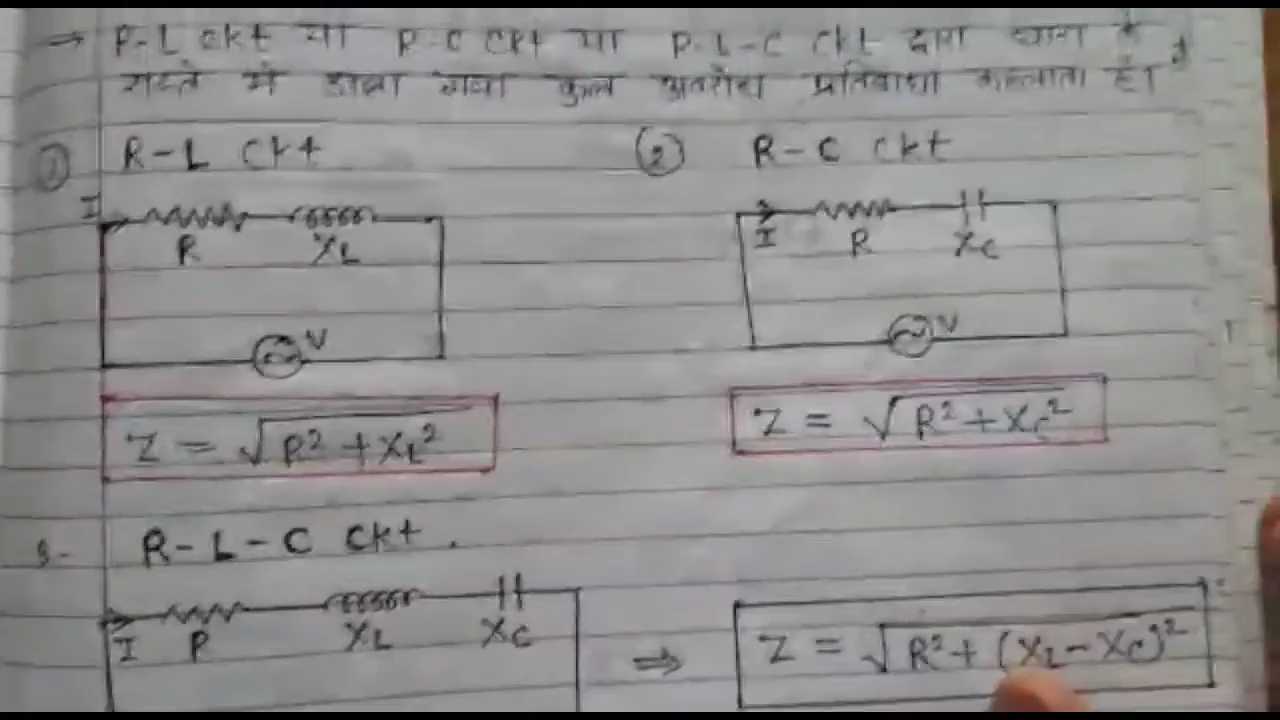 → R-L ckt या R-C ckt या R-L-C ckt द्वारा धारा के
रास्ते में डाला गया कुल अवरोध प्रतिबाधा कहलाता है।
① R-L ckt
② R-C ckt
I R XL
V
I R XC
V
Z = √R² + XL²
Z = √R² + XC²
3- R-L-C ckt.
I R XL XC
⇒ Z = √R² + (XL - XC)²